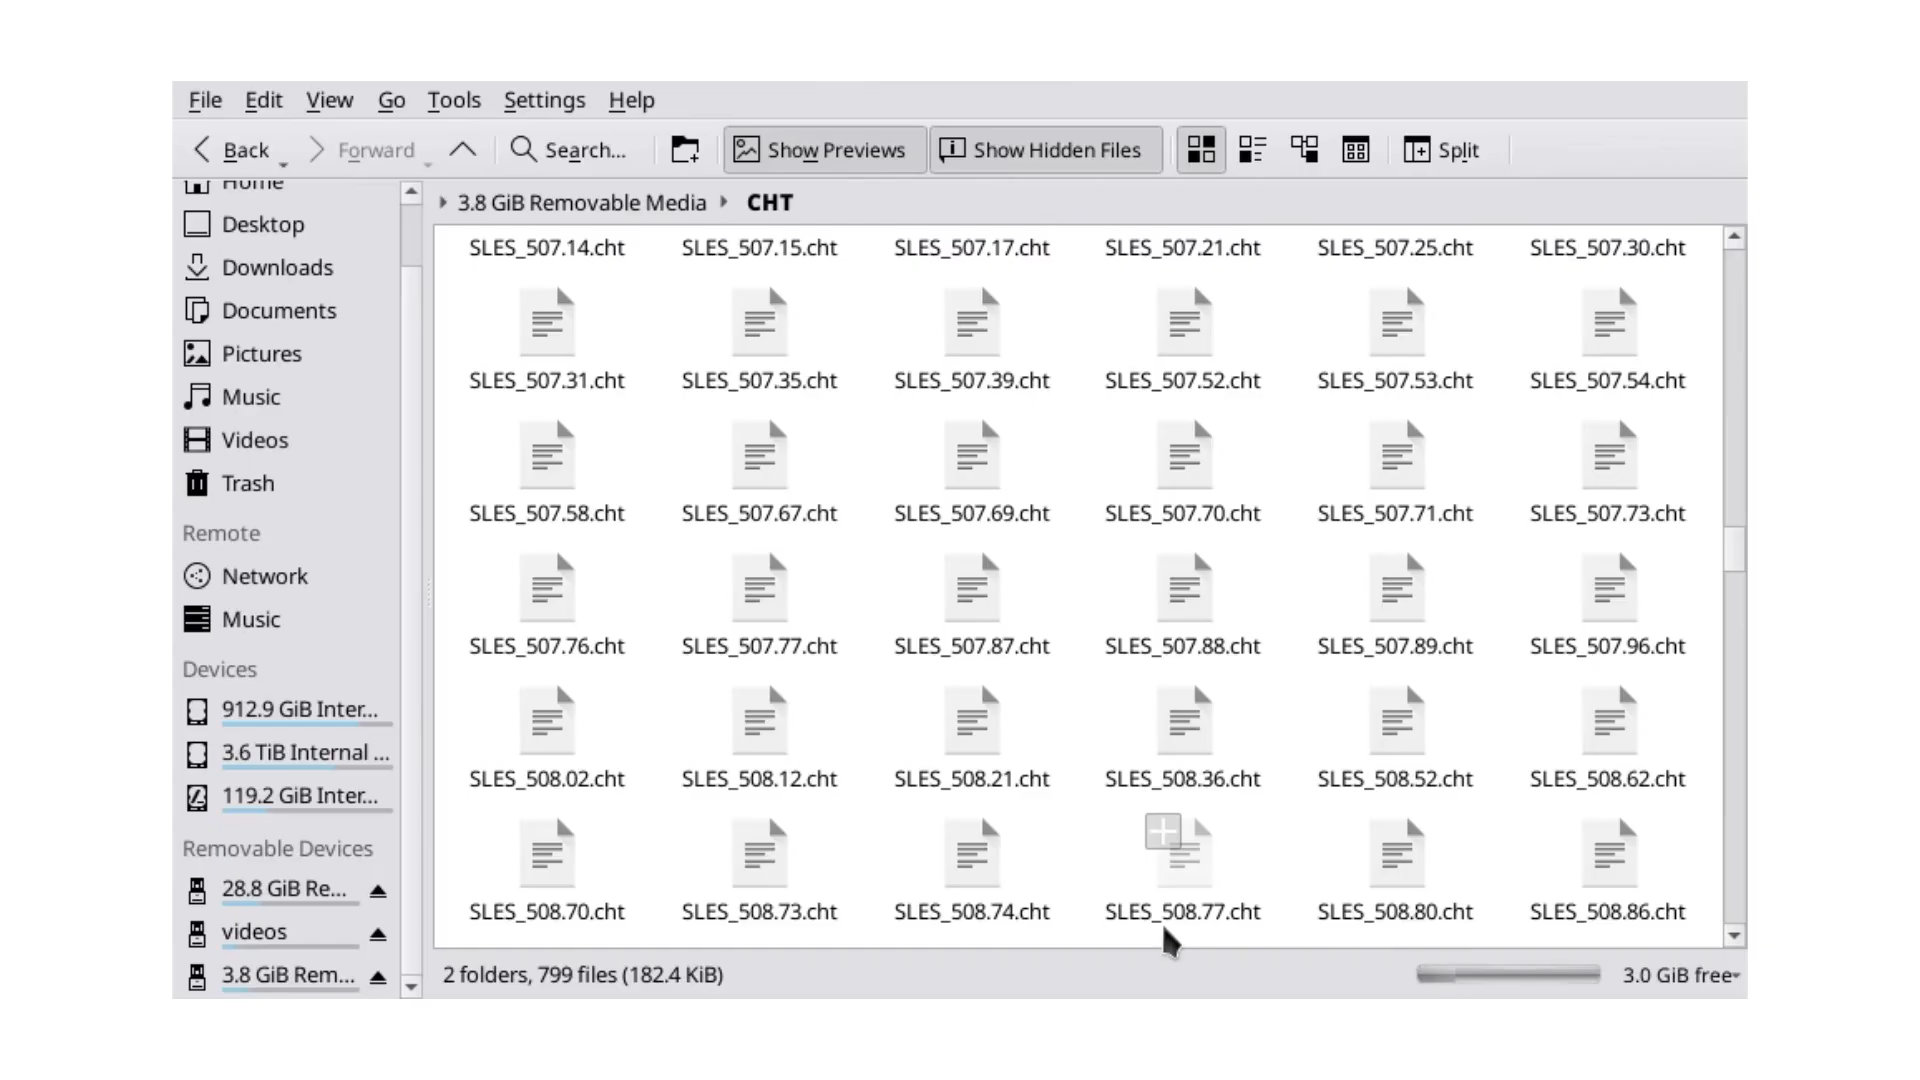 File Edit View Go Tools Settings Help
Back Forward Search... Show Previews Show Hidden Files Split
Home
Desktop
Downloads
Documents
Pictures
Music
Videos
Trash
Remote
Network
Music
Devices
912.9 GiB Inter...
3.6 TiB Internal ...
119.2 GiB Inter...
Removable Devices
28.8 GiB Re...
videos
3.8 GiB Rem...
3.8 GiB Removable Media CHT
SLES_507.14.cht SLES_507.15.cht SLES_507.17.cht SLES_507.21.cht SLES_507.25.cht SLES_507.30.cht
SLES_507.31.cht SLES_507.35.cht SLES_507.39.cht SLES_507.52.cht SLES_507.53.cht SLES_507.54.cht
SLES_507.58.cht SLES_507.67.cht SLES_507.69.cht SLES_507.70.cht SLES_507.71.cht SLES_507.73.cht
SLES_507.76.cht SLES_507.77.cht SLES_507.87.cht SLES_507.88.cht SLES_507.89.cht SLES_507.96.cht
SLES_508.02.cht SLES_508.12.cht SLES_508.21.cht SLES_508.36.cht SLES_508.52.cht SLES_508.62.cht
SLES_508.70.cht SLES_508.73.cht SLES_508.74.cht SLES_508.77.cht SLES_508.80.cht SLES_508.86.cht
2 folders, 799 files (182.4 KiB) 3.0 GiB free